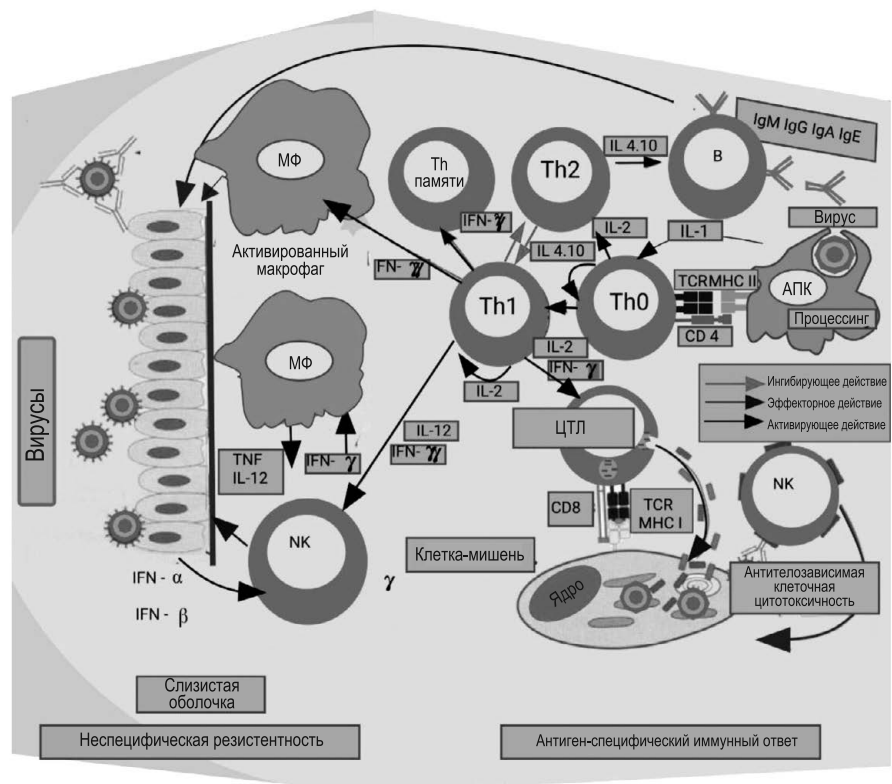 IgM IgG IgA IgE
IL 4.10
B
МФ
Th
памяти
Th2
Вирус
IFN- γ
IL-2
IL-1
Активированный
макрофаг
IL 4.10
FN- γ
TCRMHC II
АПК
Th1
Th0
Процессинг
CD 4
МФ
IL-2
IFN- γ
IL-2
Ингибирующее действие
Эффекторное действие
Активирующее действие
Вирусы
ЦТЛ
IL-12
IFN- γ
TNF
IL-12
IFN- γ
NK
CD8
TCR
MHC I
NK
Клетка-мишень
IFN - α
γ
Ядро
Антителозависимая
клеточная
цитотоксичность
IFN - β
Слизистая
оболочка
Неспецифическая резистентность
Антиген-специфический иммунный ответ